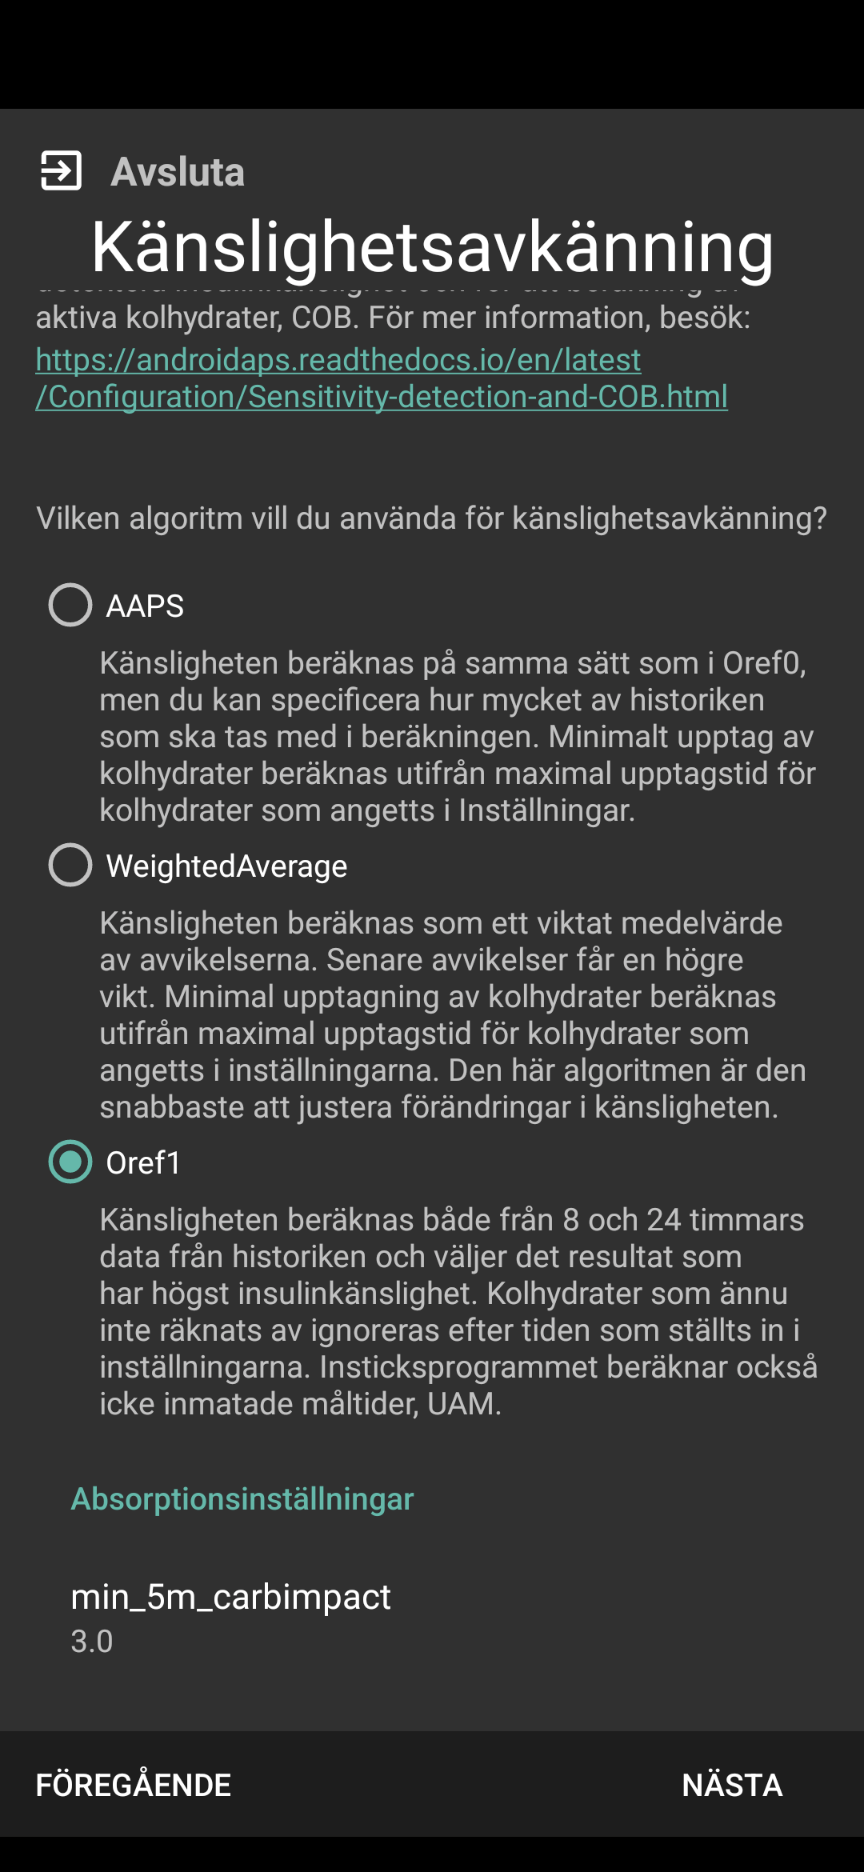 Avsluta
Känslighetsavkänning
aktiva kolhydrater, COB. För mer information, besök:
https://androidaps.readthedocs.io/en/latest
/Configuration/Sensitivity-detection-and-COB.html
Vilken algoritm vill du använda för känslighetsavkänning?
AAPS
Känsligheten beräknas på samma sätt som i Oref0,
men du kan specificera hur mycket av historiken
som ska tas med i beräkningen. Minimalt upptag av
kolhydrater beräknas utifrån maximal upptagstid för
kolhydrater som angetts i Inställningar.
WeightedAverage
Känsligheten beräknas som ett viktat medelvärde
av avvikelserna. Senare avvikelser får en högre
vikt. Minimal upptagning av kolhydrater beräknas
utifrån maximal upptagstid för kolhydrater som
angetts i inställningarna. Den här algoritmen är den
snabbaste att justera förändringar i känsligheten.
Oref1
Känsligheten beräknas både från 8 och 24 timmars
data från historiken och väljer det resultat som
har högst insulinkänslighet. Kolhydrater som ännu
inte räknats av ignoreras efter tiden som ställts in i
inställningarna. Insticksprogrammet beräknar också
icke inmatade måltider, UAM.
Absorptionsinställningar
min_5m_carbimpact
3.0
FÖREGÅENDE
NÄSTA